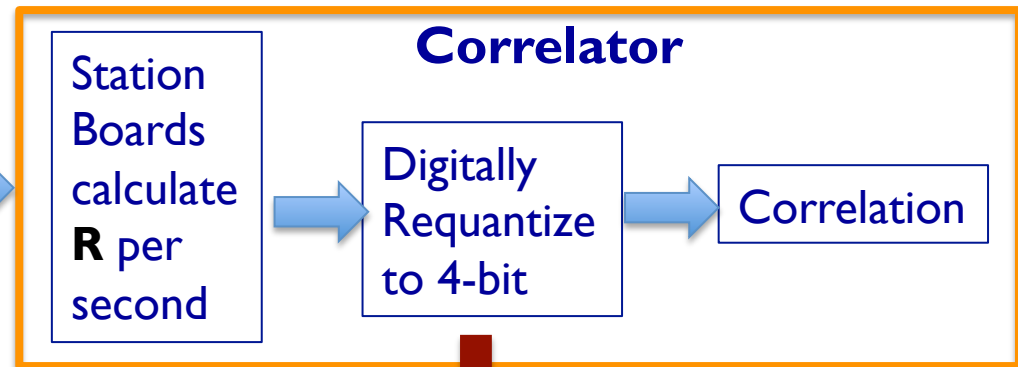 Correlator
Station
Boards
calculate
R per
second
Digitally
Requantize
to 4-bit
Correlation